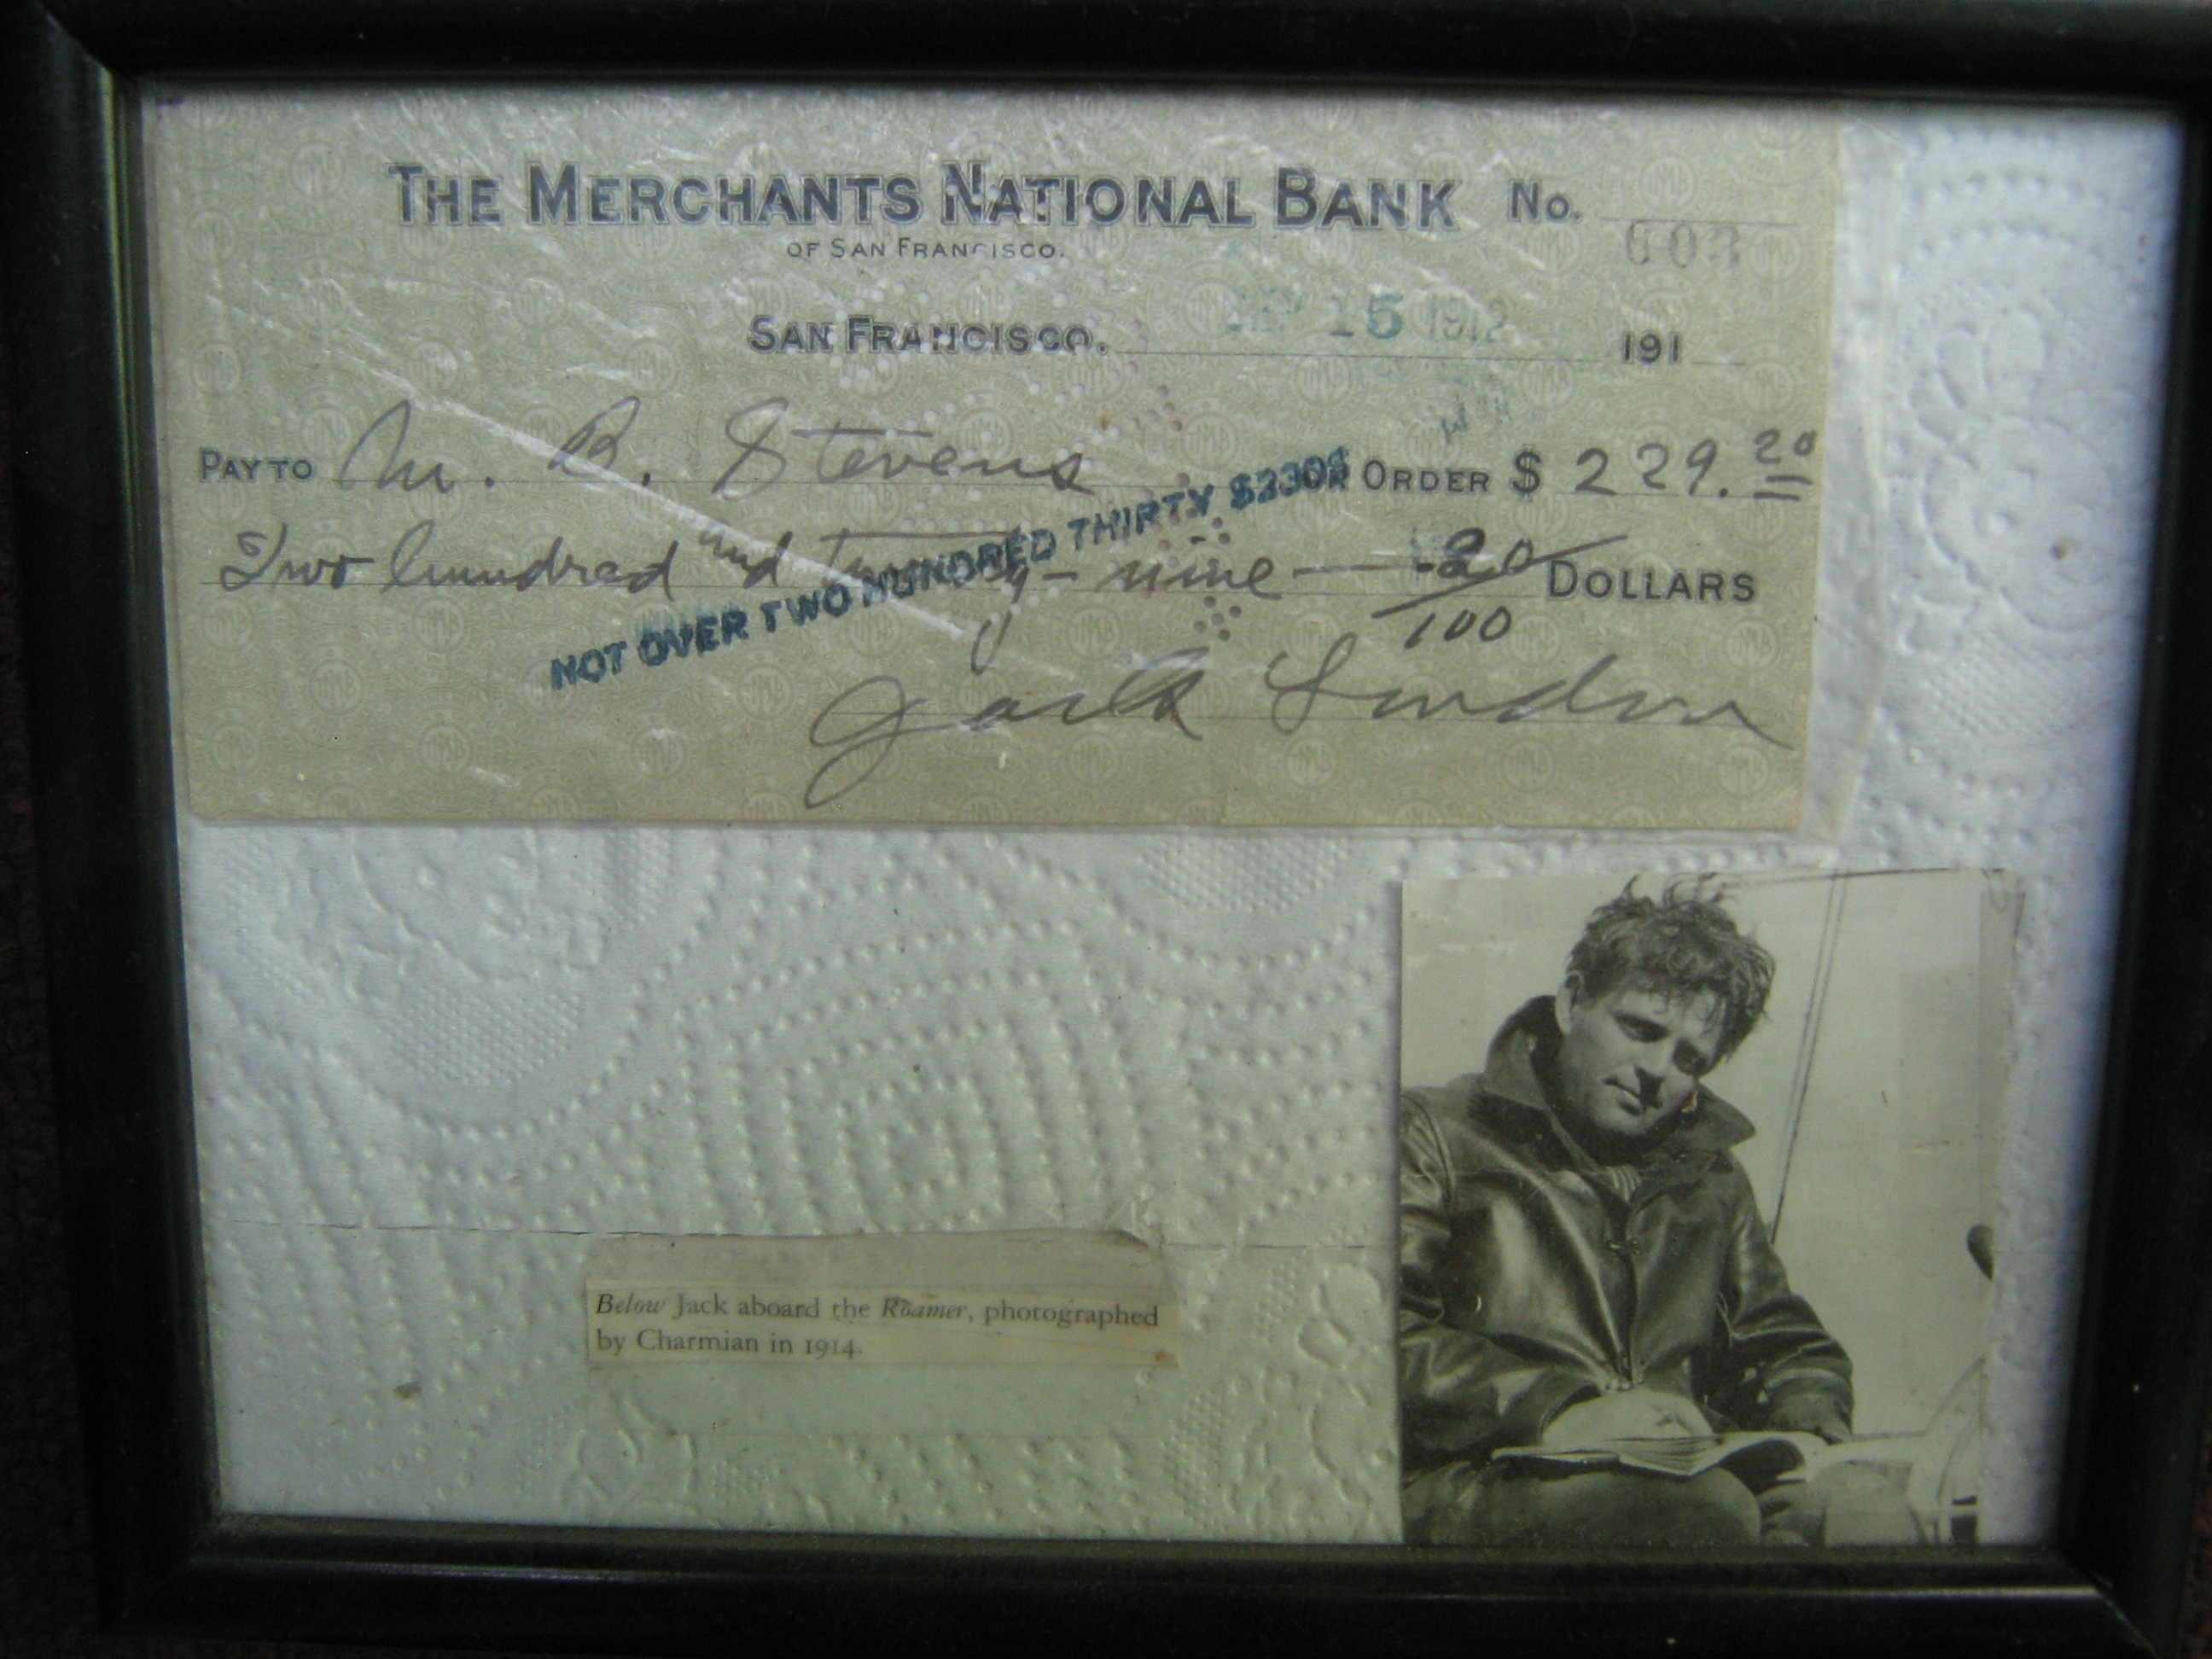 THE MERCHANTS NATIONAL BANK No.
603
OF SAN FRANCISCO.
SAN FRANCISCO. 15 1912 191
PAY TO M. B. Stevens ORDER $ 229.20
Two hundred and twenty-nine 20/100 DOLLARS
NOT OVER TWO HUNDRED THIRTY $230$
Jack London
Below Jack aboard the Roamer, photographed
by Charmian in 1914.